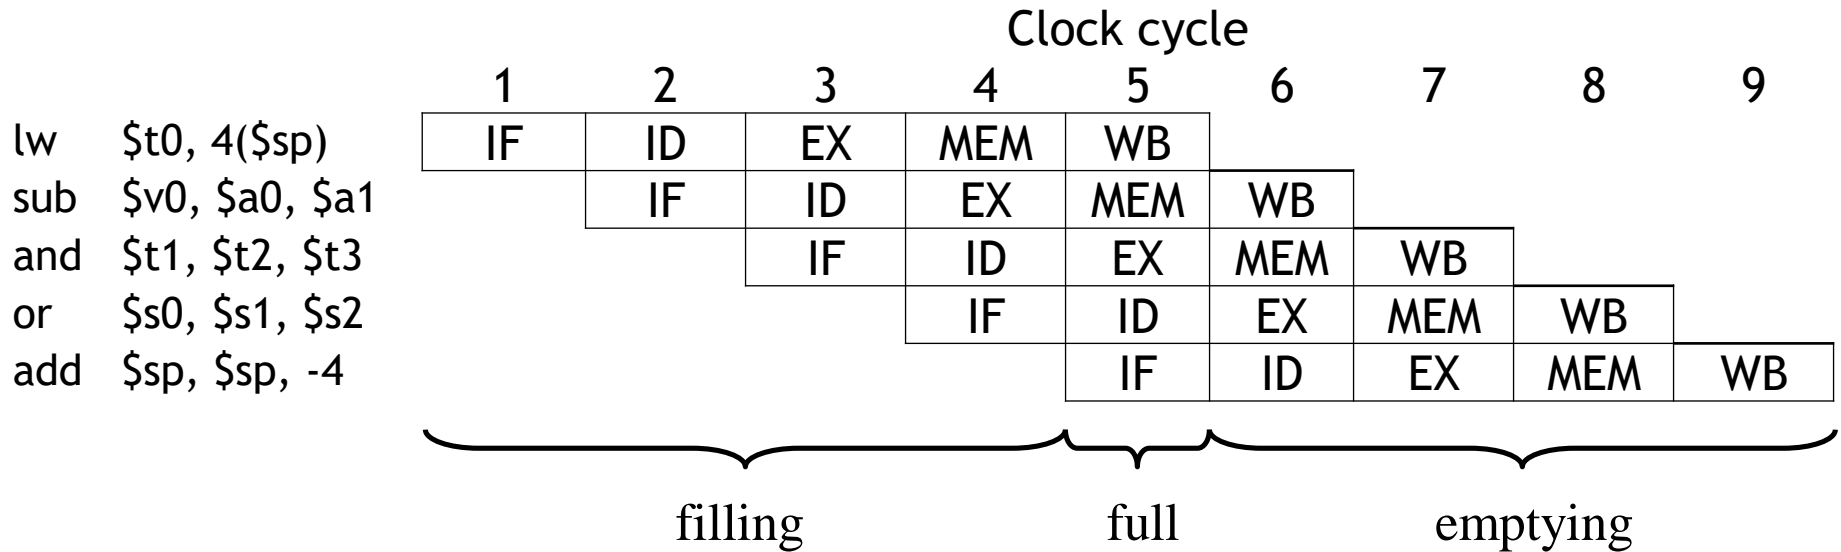 Clock cycle
1 2 3 4 5 6 7 8 9
lw $t0, 4($sp) IF ID EX MEM WB
sub $v0, $a0, $a1 IF ID EX MEM WB
and $t1, $t2, $t3 IF ID EX MEM WB
or $s0, $s1, $s2 IF ID EX MEM WB
add $sp, $sp, -4 IF ID EX MEM WB
filling full emptying